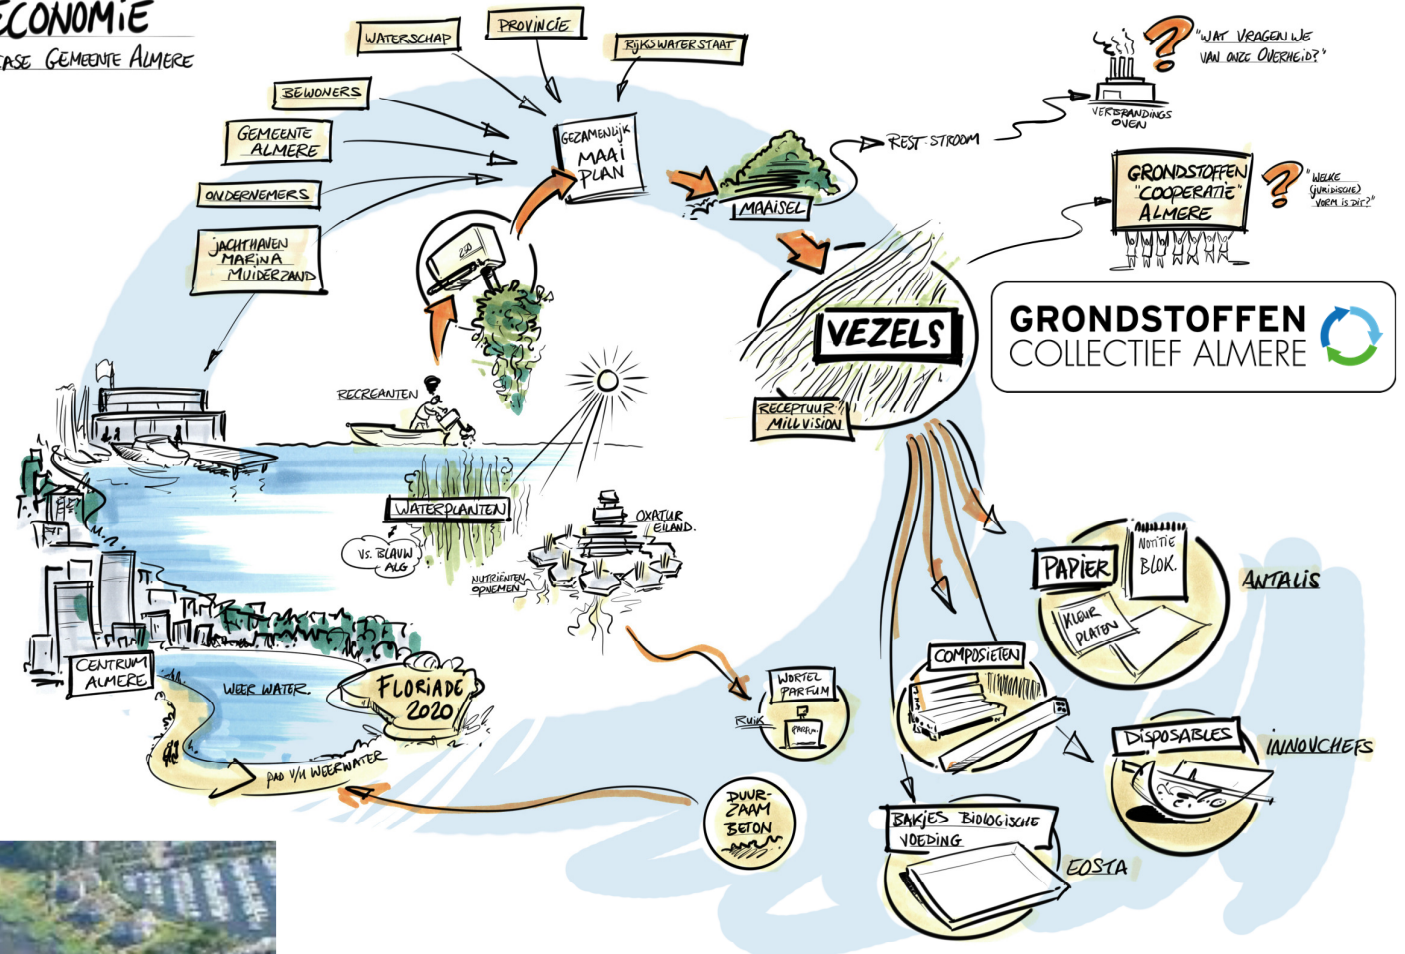 ECONOMIE
CASE GEMEENTE ALMERE
WATERSCHAP
PROVINCIE
RIJKSWATERSTAAT
BEWONERS
GEMEENTE
ALMERE
ONDERNEMERS
JACHTHAVEN
MARINA
MUIDERZAND
GEZAMENLIJK
MAAI
PLAN
MAAISEL
REST-STROOM
VERBRANDINGS
OVEN
"WAT VRAGEN WE
VAN ONZE OVERHEID?"
GRONDSTOFFEN
"COOPERATIE"
ALMERE
"WELKE
(JURIDISCHE)
VORM IS DIT?"
GRONDSTOFFEN
COLLECTIEF ALMERE
VEZELS
RECEPTUUR
MILLVISION
RECREANTEN
WATERPLANTEN
VS. BLAUW
ALG
NUTRIËNTEN
OPNEMEN
OXATUR
EILAND.
CENTRUM
ALMERE
WEER WATER.
FLORIADE
2020
PAD V/H WEERWATER
WORTEL
PARFUM
RUIK
PARFUM
DUUR-
ZAAM
BETON
PAPIER
NOTITIE
BLOK.
KLEUR
PLATEN
ANTALIS
COMPOSIETEN
DISPOSABLES
INNOVCHEFS
BAKJES BIOLOGISCHE
VOEDING
EOSTA